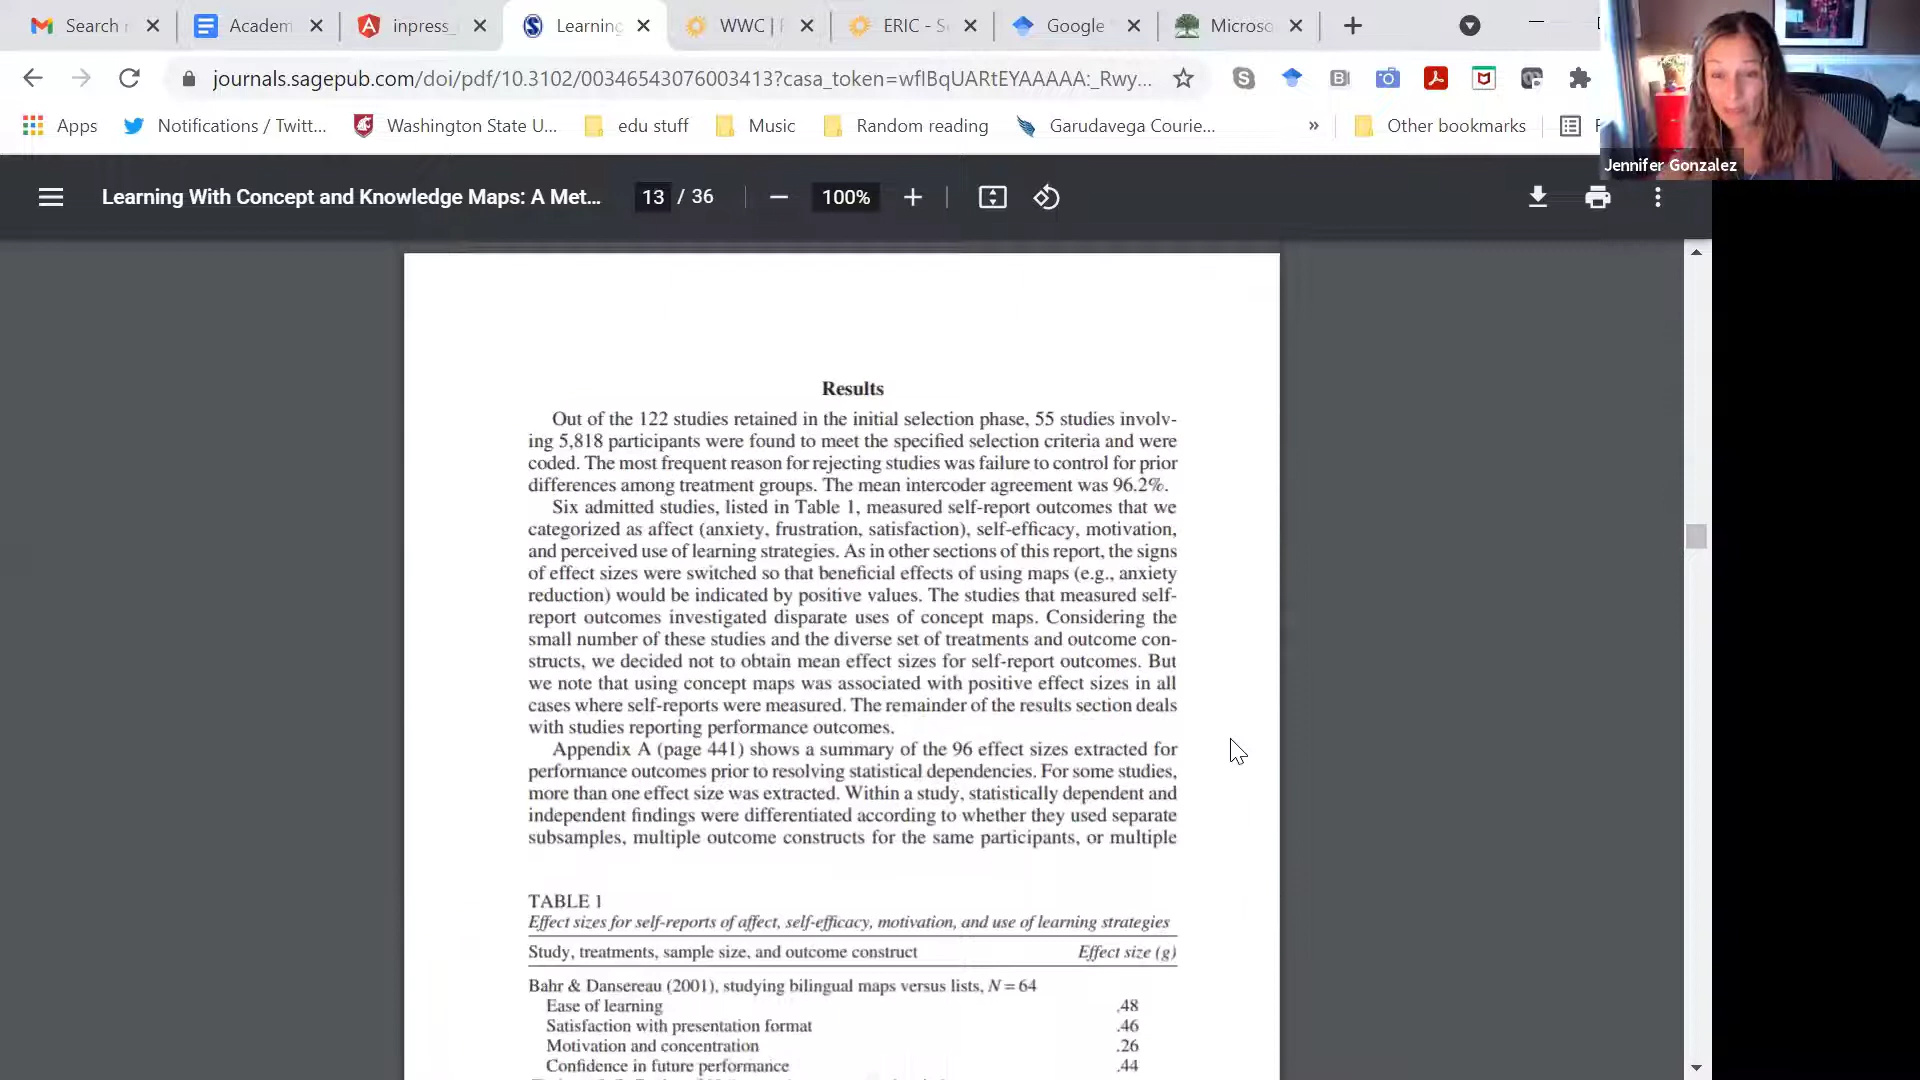 Search r
Academ
inpress_
Learning
WWC | F
ERIC - S
Google
Microso
journals.sagepub.com/doi/pdf/10.3102/00346543076003413?casa_token=wflBqUARtEYAAAAA:_Rwy...
Apps
Notifications / Twitt...
Washington State U...
edu stuff
Music
Random reading
Garudavega Courie...
»
Other bookmarks
Jennifer Gonzalez
Learning With Concept and Knowledge Maps: A Met...
13 / 36
100%
Results
Out of the 122 studies retained in the initial selection phase, 55 studies involv-
ing 5,818 participants were found to meet the specified selection criteria and were
coded. The most frequent reason for rejecting studies was failure to control for prior
differences among treatment groups. The mean intercoder agreement was 96.2%.
Six admitted studies, listed in Table 1, measured self-report outcomes that we
categorized as affect (anxiety, frustration, satisfaction), self-efficacy, motivation,
and perceived use of learning strategies. As in other sections of this report, the signs
of effect sizes were switched so that beneficial effects of using maps (e.g., anxiety
reduction) would be indicated by positive values. The studies that measured self-
report outcomes investigated disparate uses of concept maps. Considering the
small number of these studies and the diverse set of treatments and outcome con-
structs, we decided not to obtain mean effect sizes for self-report outcomes. But
we note that using concept maps was associated with positive effect sizes in all
cases where self-reports were measured. The remainder of the results section deals
with studies reporting performance outcomes.
Appendix A (page 441) shows a summary of the 96 effect sizes extracted for
performance outcomes prior to resolving statistical dependencies. For some studies,
more than one effect size was extracted. Within a study, statistically dependent and
independent findings were differentiated according to whether they used separate
subsamples, multiple outcome constructs for the same participants, or multiple
TABLE 1
Effect sizes for self-reports of affect, self-efficacy, motivation, and use of learning strategies
Study, treatments, sample size, and outcome construct Effect size (g)
Bahr & Dansereau (2001), studying bilingual maps versus lists, N = 64
Ease of learning .48
Satisfaction with presentation format .46
Motivation and concentration .26
Confidence in future performance .44